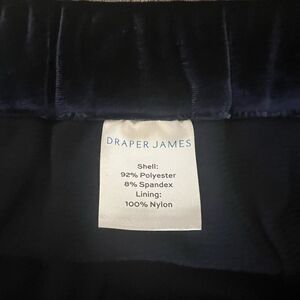 DRAPER JAMES
Shell:
92% Polyester
8% Spandex
Lining:
100% Nylon